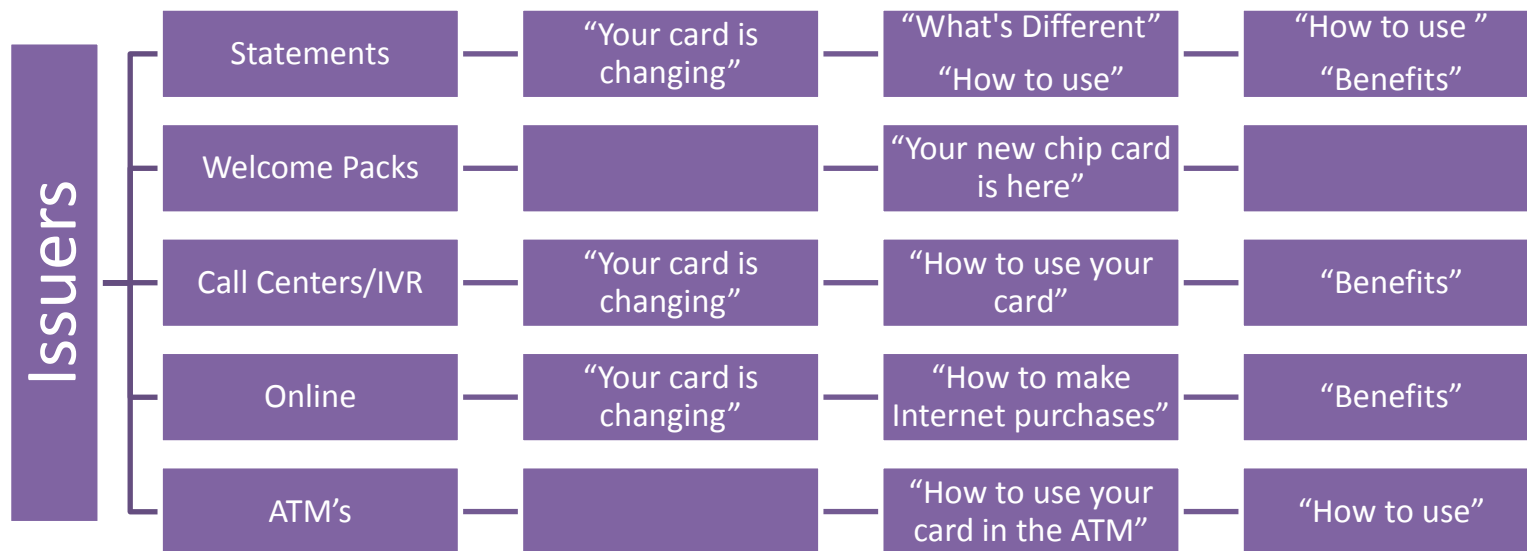 Issuers
Statements
“Your card is
changing”
“What's Different”
“How to use”
“How to use ”
“Benefits”
Welcome Packs
“Your new chip card
is here”
Call Centers/IVR
“Your card is
changing”
“How to use your
card”
“Benefits”
Online
“Your card is
changing”
“How to make
Internet purchases”
“Benefits”
ATM’s
“How to use your
card in the ATM”
“How to use”